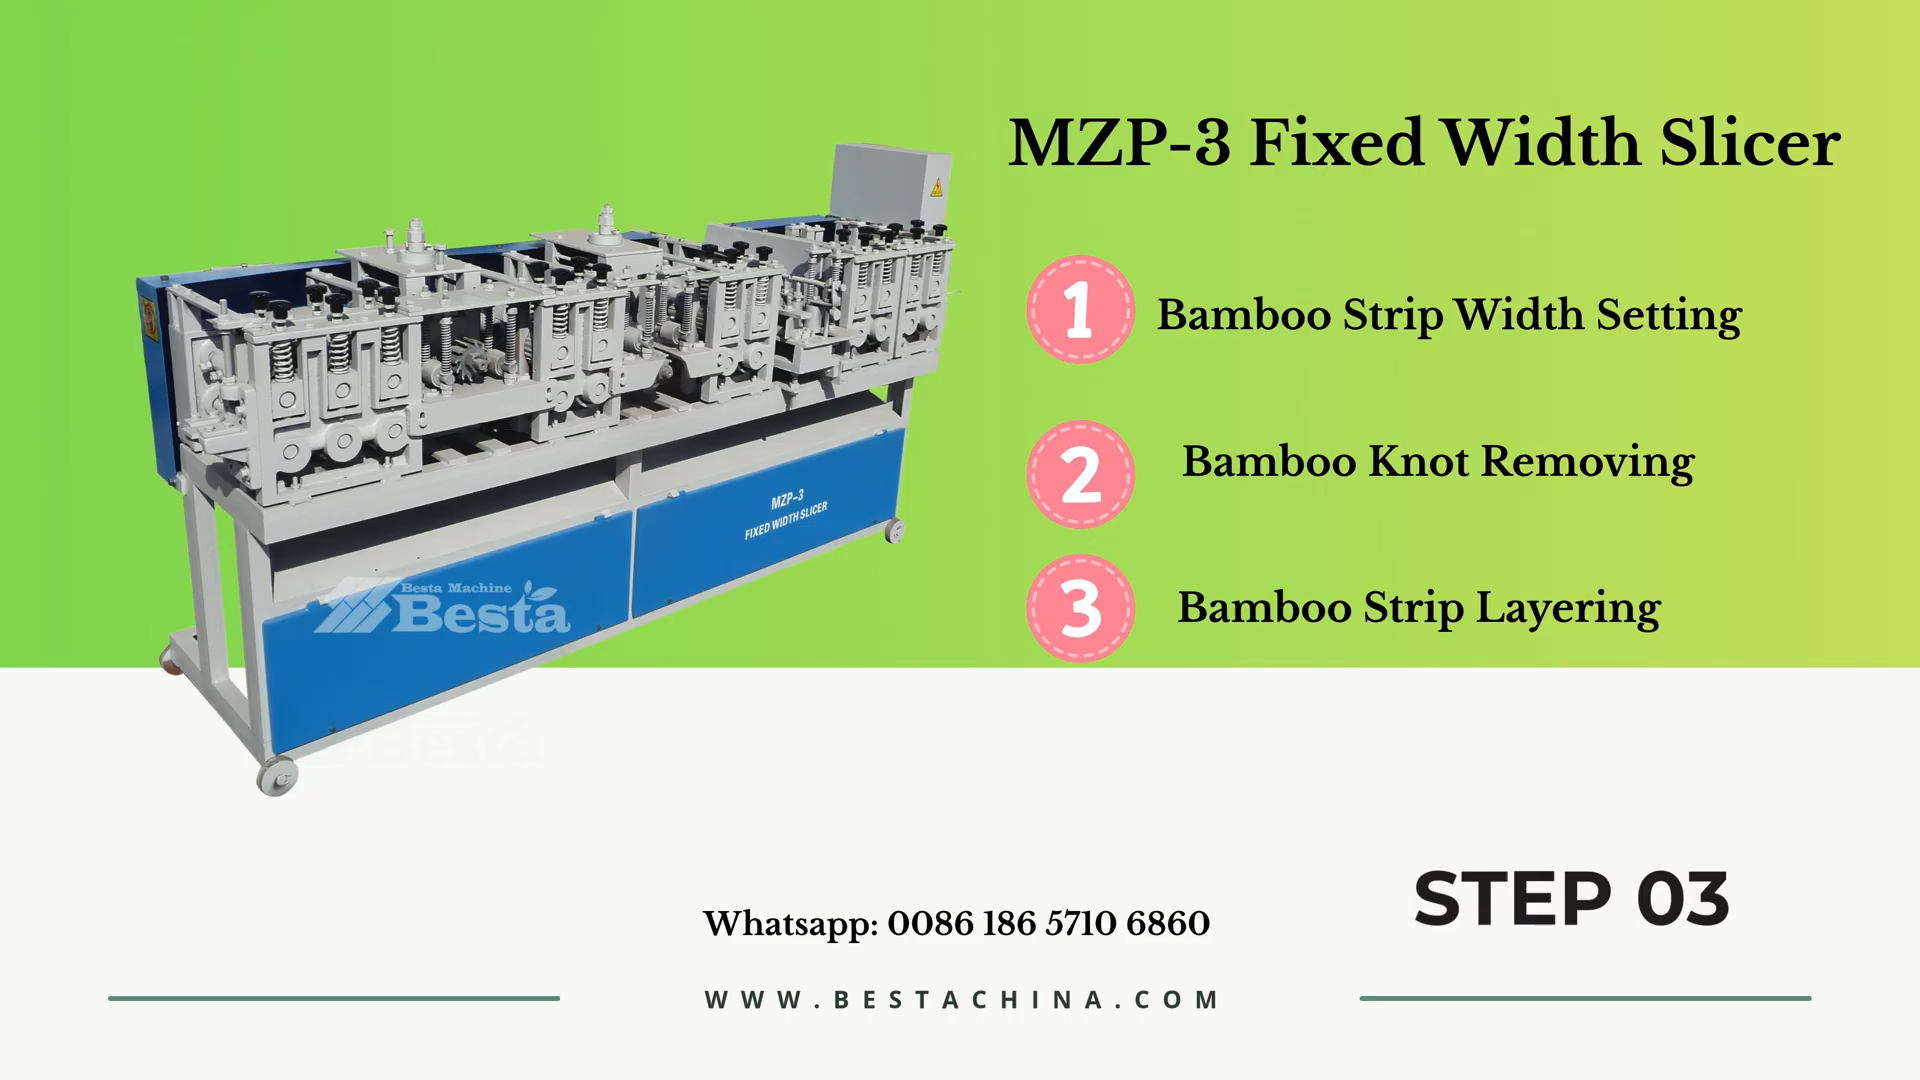 MZP-3 Fixed Width Slicer
1 Bamboo Strip Width Setting
2 Bamboo Knot Removing
3 Bamboo Strip Layering
MZP-3
FIXED WIDTH SLICER
Besta Machine
Besta
Besta
STEP 03
Whatsapp: 0086 186 5710 6860
WWW.BESTACHINA.COM